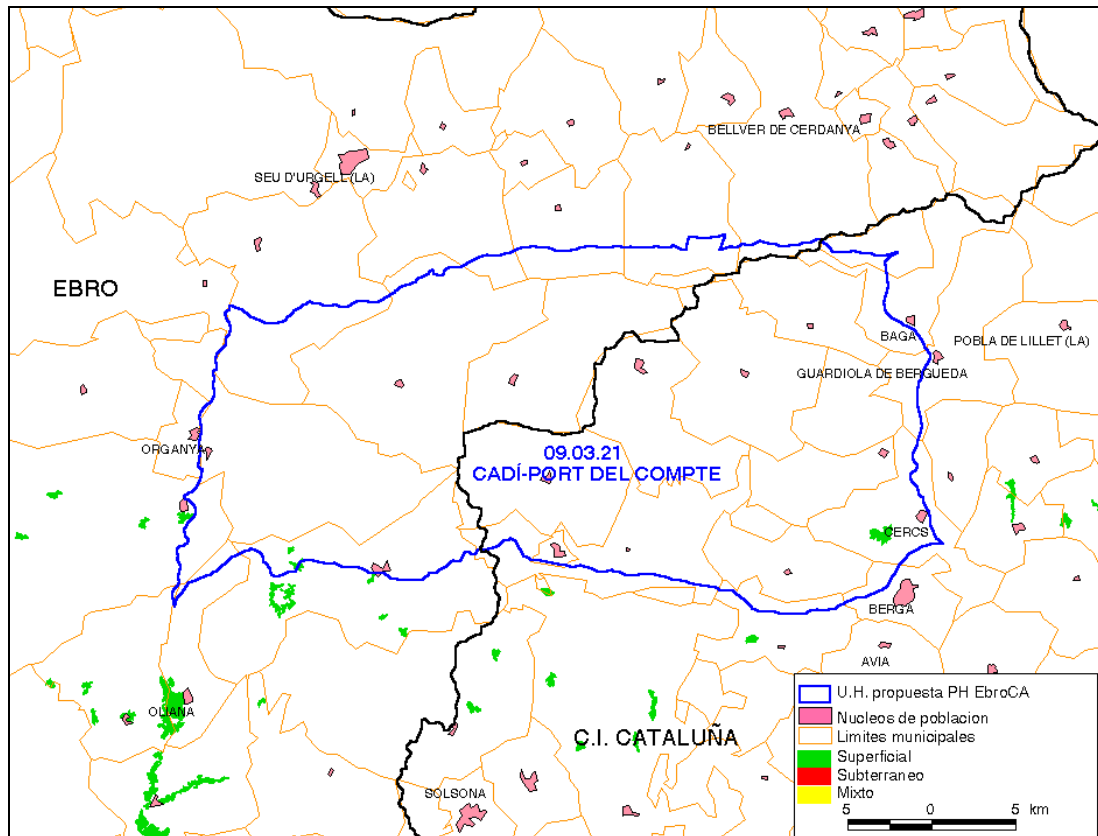 BELLVER DE CERDANYA
SEU D'URGELL (LA)
EBRO
BAGA
POBLA DE LILLET (LA)
GUARDIOLA DE BERGUEDA
ORGANYA
09.03.21
CADÍ-PORT DEL COMPTE
CERCS
BERGA
AVIA
OLIANA
C.I. CATALUÑA
SOLSONA
U.H. propuesta PH EbroCA
Nucleos de poblacion
Limites municipales
Superficial
Subterraneo
Mixto
5 0 5 km